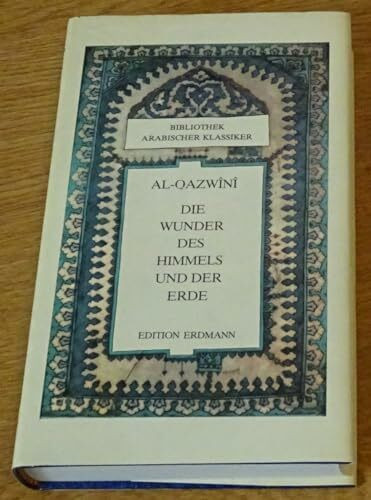 BIBLIOTHEK
ARABISCHER KLASSIKER
AL-QAZWÎNÎ
DIE
WUNDER
DES
HIMMELS
UND DER
ERDE
EDITION ERDMANN